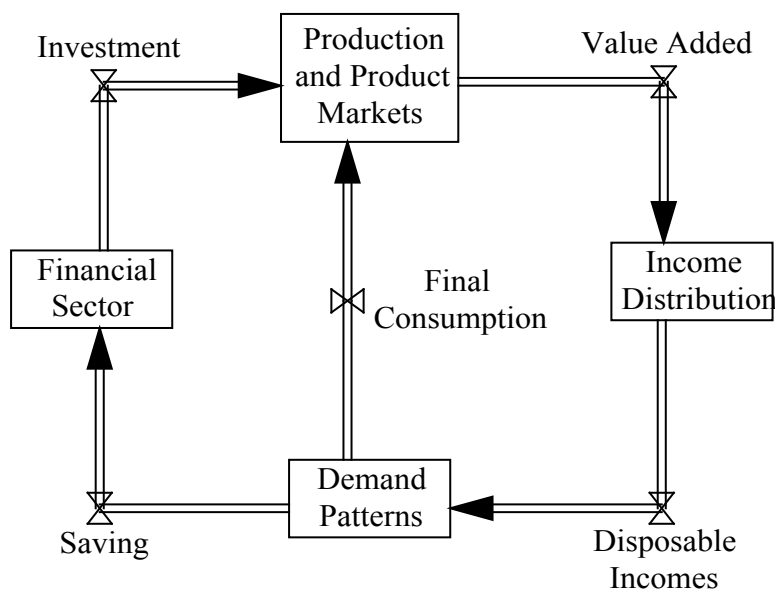 Investment
Production
and Product
Markets
Value Added
Financial
Sector
Final
Consumption
Income
Distribution
Demand
Patterns
Saving
Disposable
Incomes